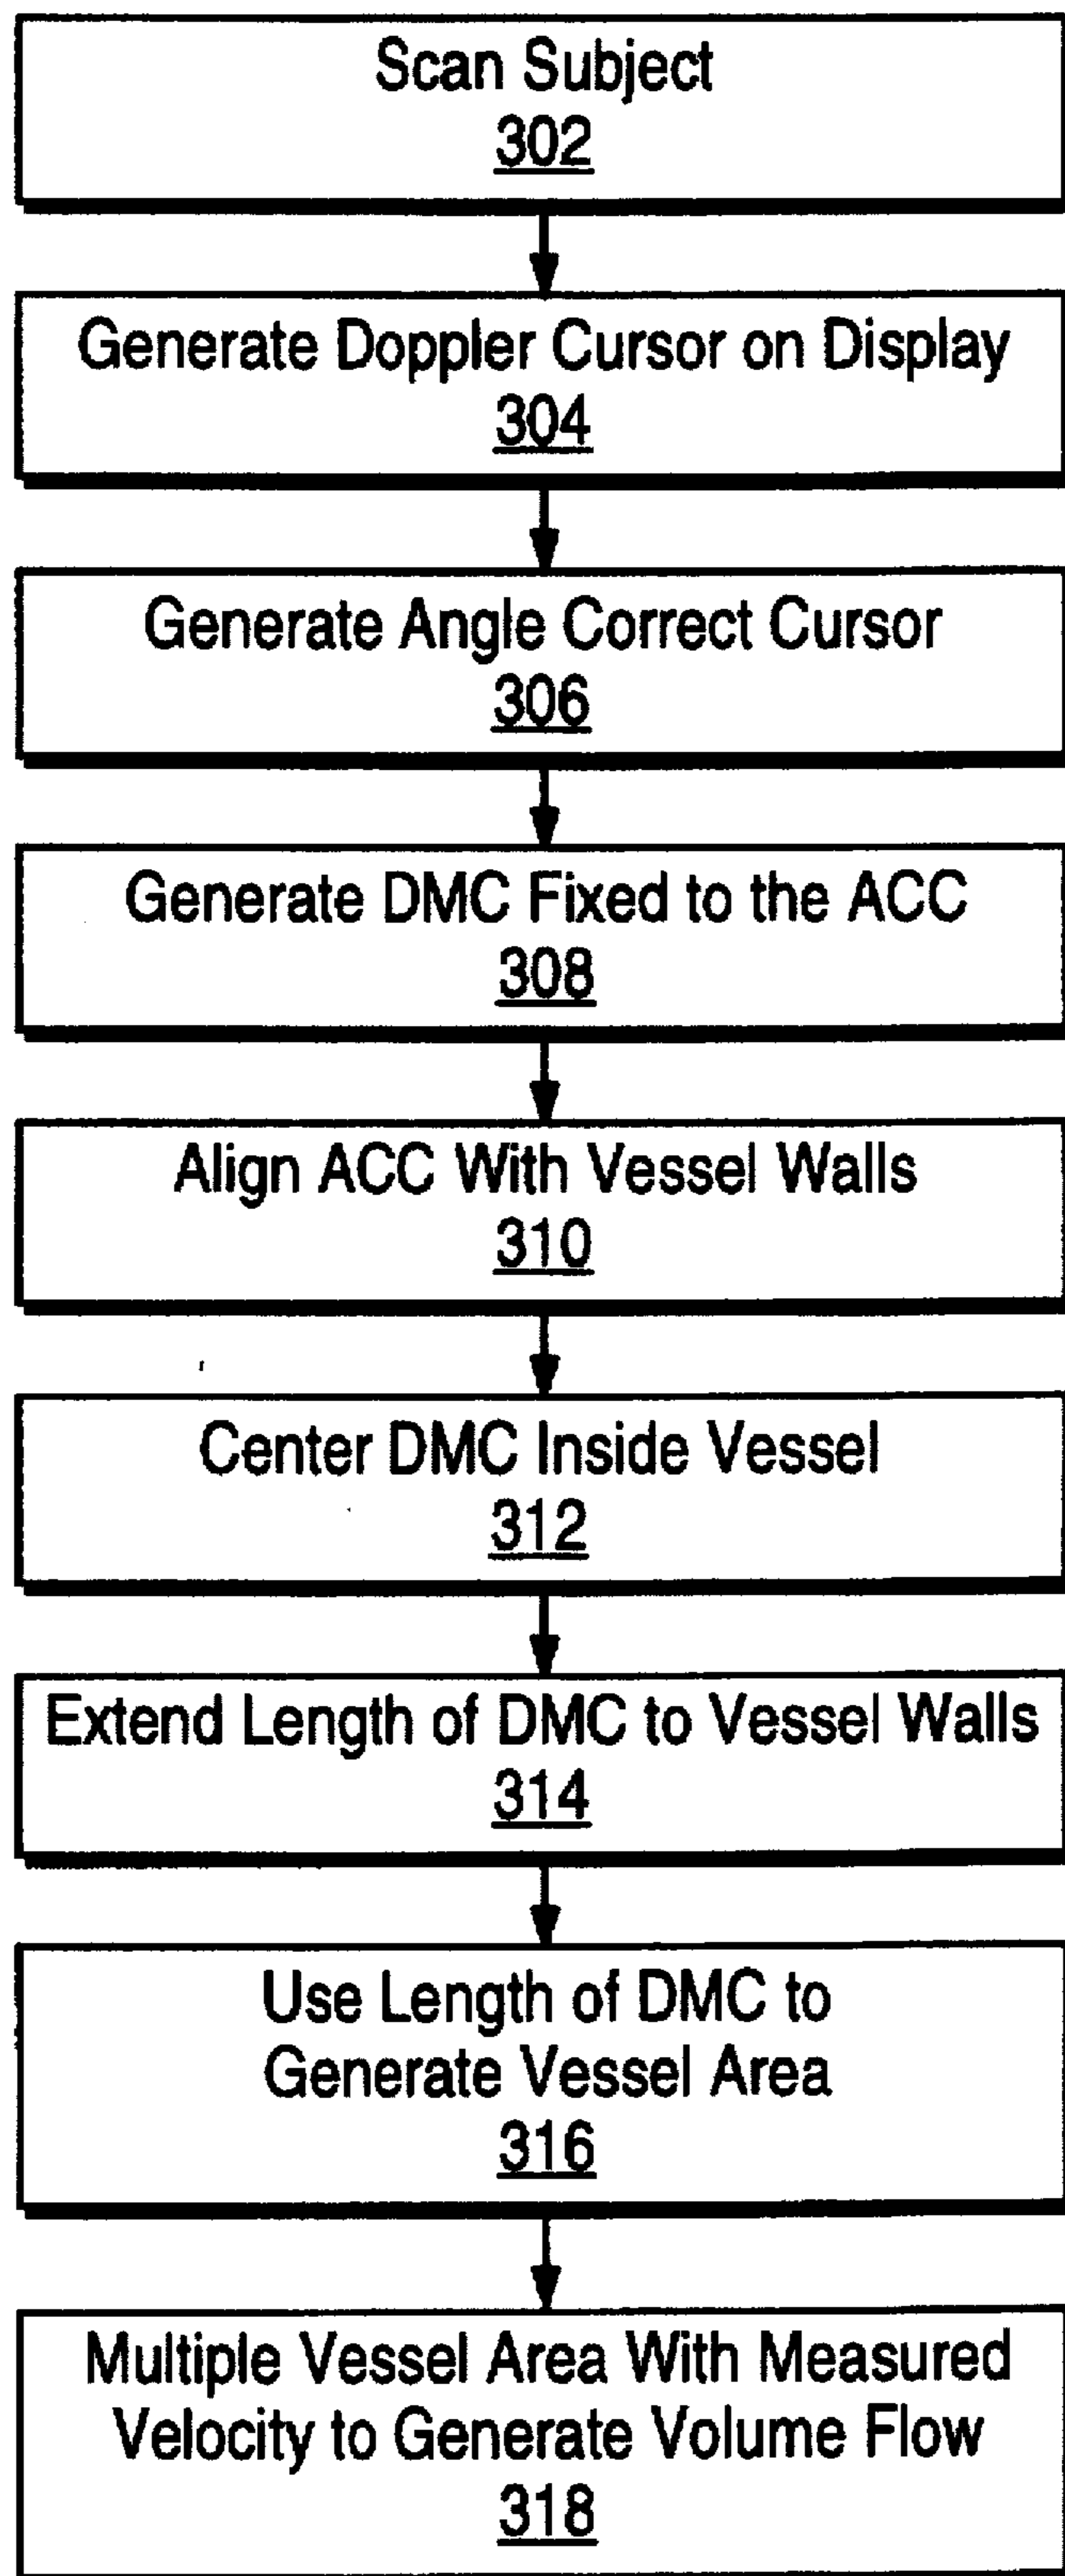 Scan Subject
302
Generate Doppler Cursor on Display
304
Generate Angle Correct Cursor
306
Generate DMC Fixed to the ACC
308
Align ACC With Vessel Walls
310
Center DMC Inside Vessel
312
Extend Length of DMC to Vessel Walls
314
Use Length of DMC to
Generate Vessel Area
316
Multiple Vessel Area With Measured
Velocity to Generate Volume Flow
318